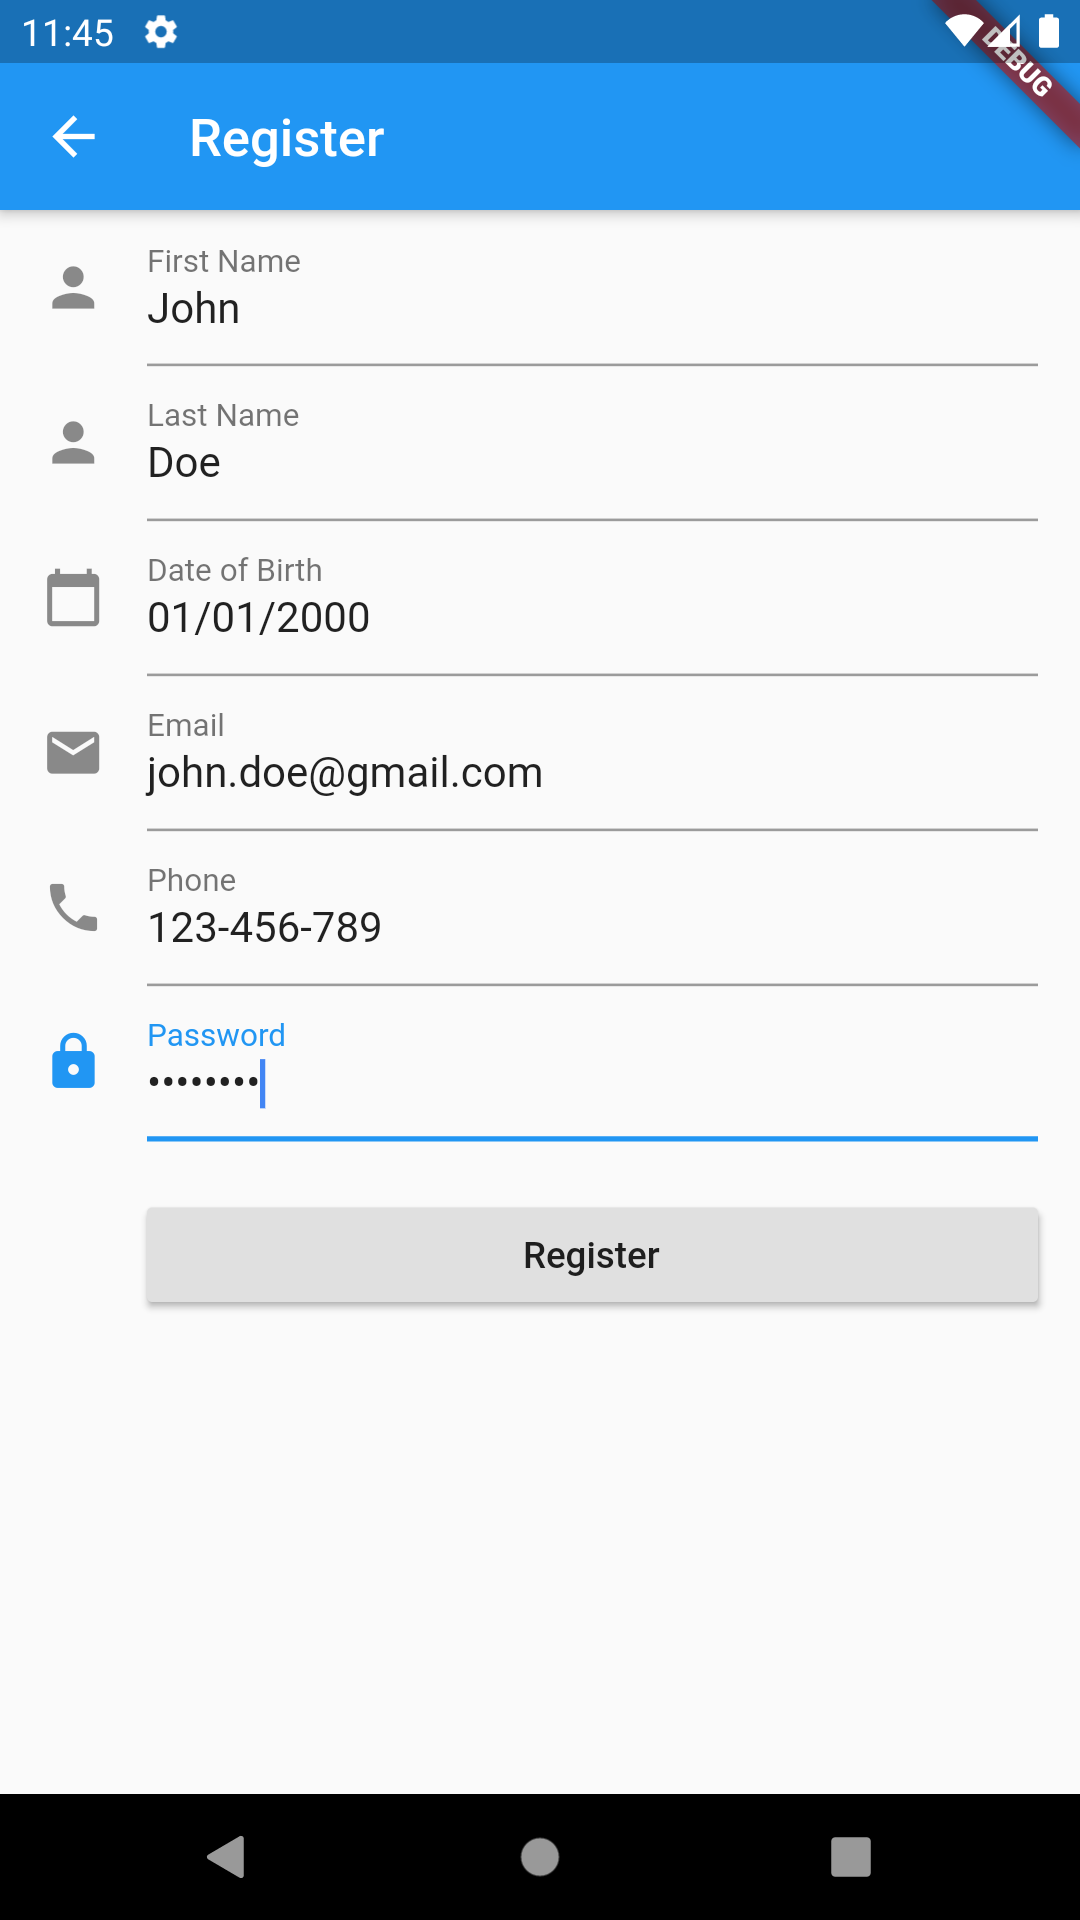 11:45
DEBUG
Register
First Name
John
Last Name
Doe
Date of Birth
01/01/2000
Email
john.doe@gmail.com
Phone
123-456-789
Password
••••••••
Register